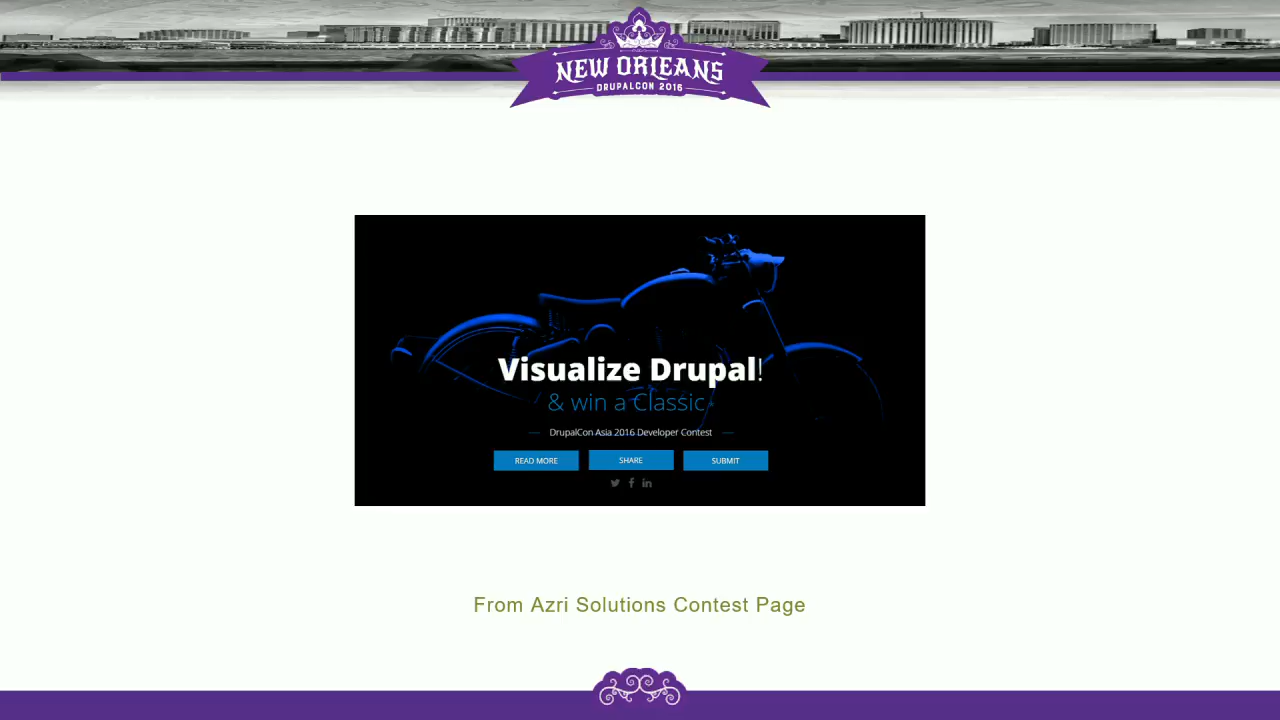 NEW ORLEANS
DRUPALCON 2016
Visualize Drupal!
& win a Classic
DrupalCon Asia 2016 Developer Contest
READ MORE
SHARE
SUBMIT
From Azri Solutions Contest Page